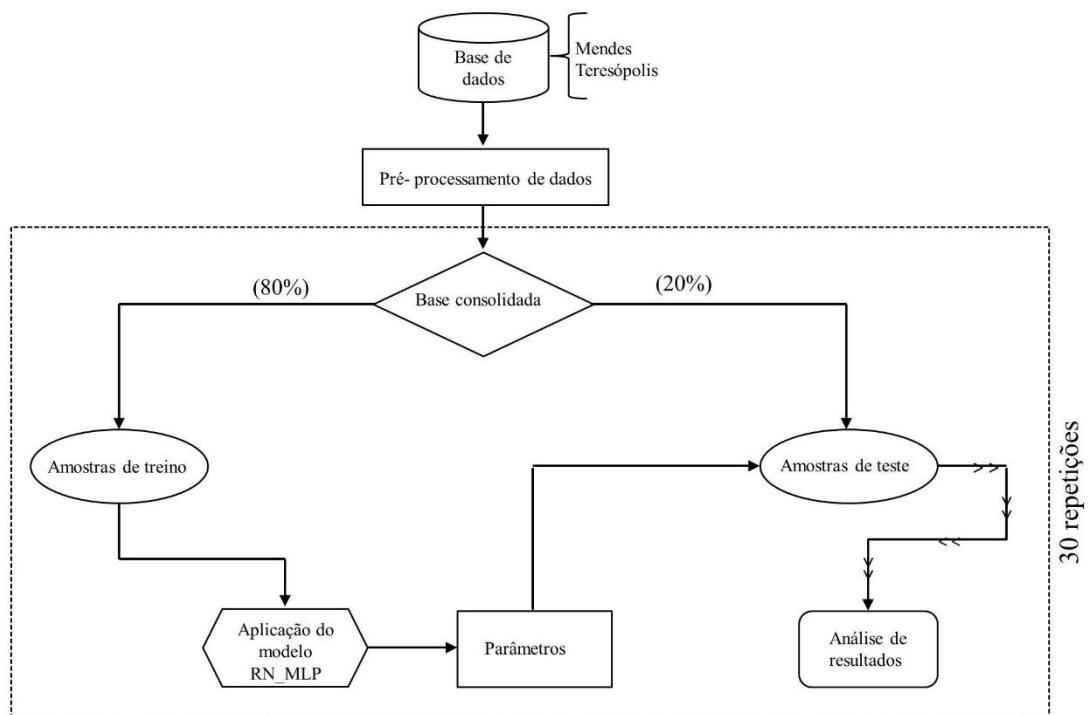 Base de
dados
Mendes
Teresópolis
Pré- processamento de dados
(80%)
Base consolidada
(20%)
Amostras de treino
Amostras de teste
30 repetições
Aplicação do
modelo
RN_MLP
Parâmetros
Análise de
resultados